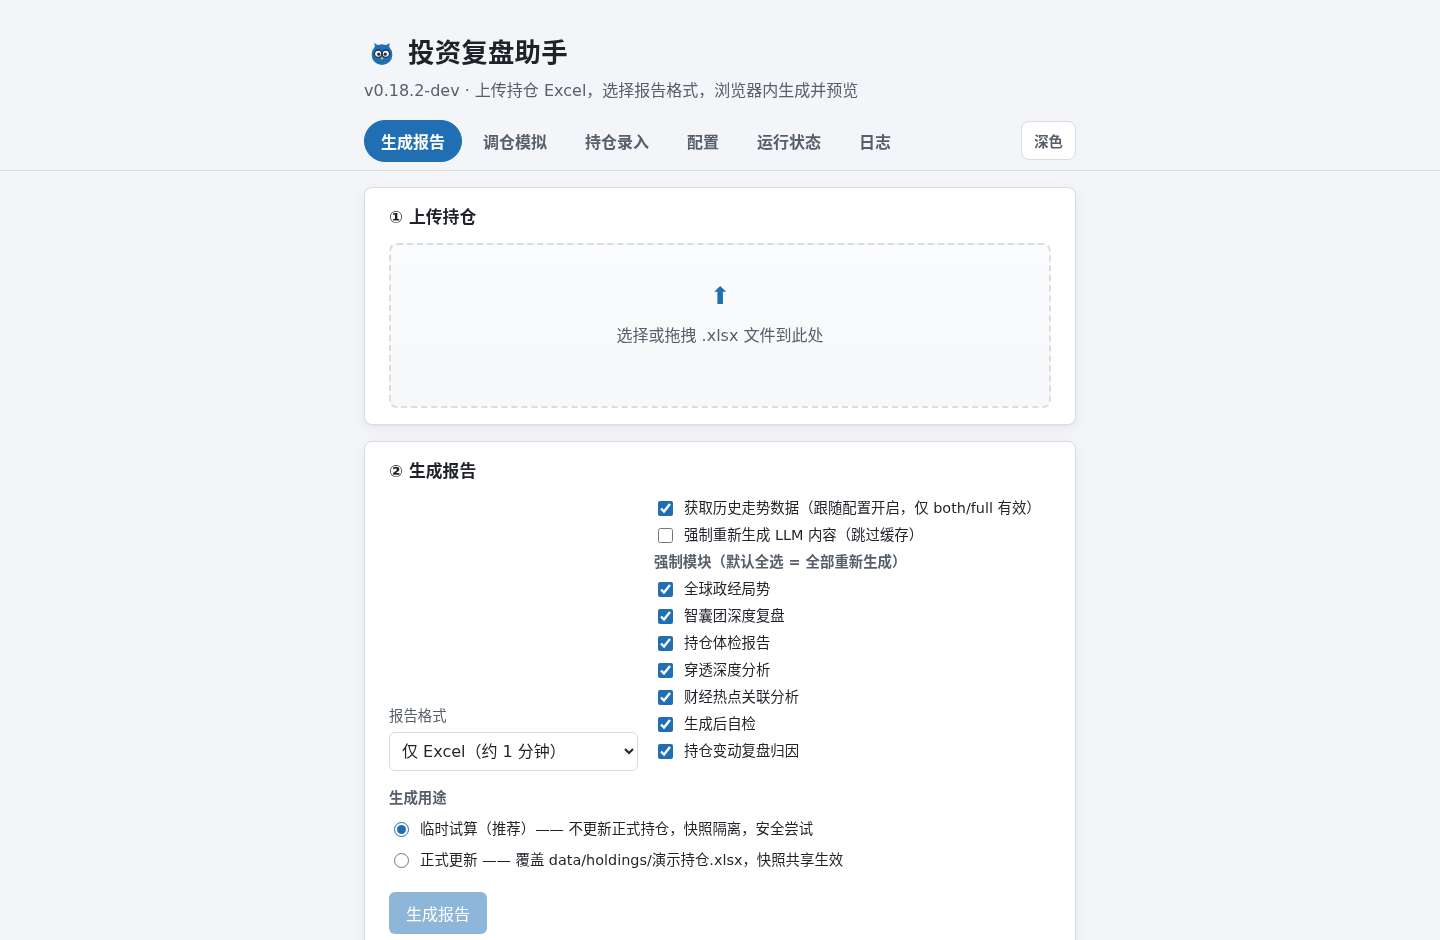 投资复盘助手
v0.18.2-dev · 上传持仓 Excel，选择报告格式，浏览器内生成并预览
生成报告 调仓模拟 持仓录入 配置 运行状态 日志 深色
① 上传持仓
⬆
选择或拖拽 .xlsx 文件到此处
② 生成报告
获取历史走势数据（跟随配置开启，仅 both/full 有效）
强制重新生成 LLM 内容（跳过缓存）
强制模块（默认全选 = 全部重新生成）
全球政经局势
智囊团深度复盘
持仓体检报告
穿透深度分析
财经热点关联分析
生成后自检
持仓变动复盘归因
报告格式
仅 Excel（约 1 分钟）
生成用途
临时试算（推荐）—— 不更新正式持仓，快照隔离，安全尝试
正式更新 —— 覆盖 data/holdings/演示持仓.xlsx，快照共享生效
生成报告